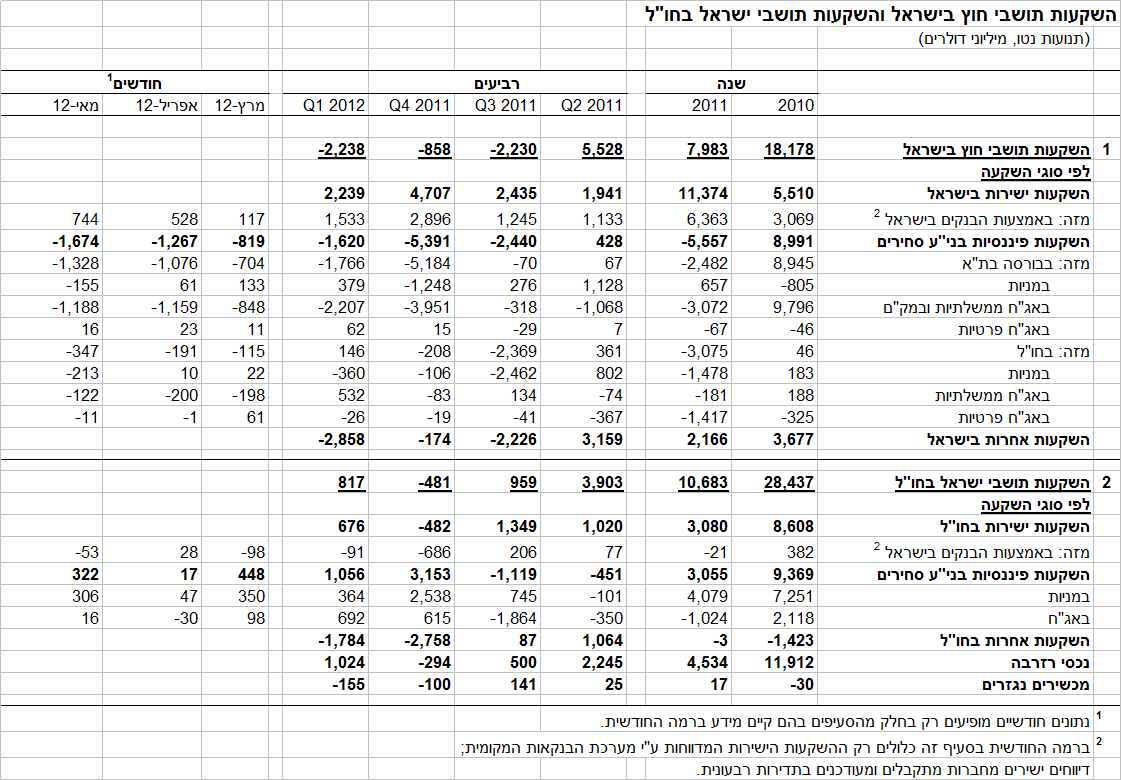 השקעות תושבי חוץ בישראל והשקעות תושבי ישראל בחו"ל
(תנועות נטו, מיליוני דולרים)
שנה רביעים חודשים1
2010 2011 Q2 2011 Q3 2011 Q4 2011 Q1 2012 מרץ-12 אפריל-12 מאי-12
1 השקעות תושבי חוץ בישראל 18,178 7,983 5,528 -2,230 -858 -2,238
לפי סוגי השקעה
השקעות ישירות בישראל 5,510 11,374 1,941 2,435 4,707 2,239
מזה: באמצעות הבנקים בישראל 2 3,069 6,363 1,133 1,245 2,896 1,533 117 528 744
השקעות פיננסיות בני"ע סחירים 8,991 -5,557 428 -2,440 -5,391 -1,620 -819 -1,267 -1,674
מזה: בבורסה בת"א 8,945 -2,482 67 -70 -5,184 -1,766 -704 -1,076 -1,328
במניות -805 657 1,128 276 -1,248 379 133 61 -155
באג"ח ממשלתיות ובמק"ם 9,796 -3,072 -1,068 -318 -3,951 -2,207 -848 -1,159 -1,188
באג"ח פרטיות -46 -67 7 -29 15 62 11 23 16
מזה: בחו"ל 46 -3,075 361 -2,369 -208 146 -115 -191 -347
במניות 183 -1,478 802 -2,462 -106 -360 22 10 -213
באג"ח ממשלתיות 188 -181 -74 134 -83 532 -198 -200 -122
באג"ח פרטיות -325 -1,417 -367 -41 -19 -26 61 -1 -11
השקעות אחרות בישראל 3,677 2,166 3,159 -2,226 -174 -2,858
2 השקעות תושבי ישראל בחו"ל 28,437 10,683 3,903 959 -481 817
לפי סוגי השקעה
השקעות ישירות בחו"ל 8,608 3,080 1,020 1,349 -482 676
מזה: באמצעות הבנקים בישראל 2 382 -21 77 206 -686 -91 -98 28 -53
השקעות פיננסיות בני"ע סחירים 9,369 3,055 -451 -1,119 3,153 1,056 448 17 322
במניות 7,251 4,079 -101 745 2,538 364 350 47 306
באג"ח 2,118 -1,024 -350 -1,864 615 692 98 -30 16
השקעות אחרות בחו"ל -1,423 -3 1,064 87 -2,758 -1,784
נכסי רזרבה 11,912 4,534 2,245 500 -294 1,024
מכשירים נגזרים -30 17 25 141 -100 -155
1 נתונים חודשיים מופיעים רק בחלק מהסעיפים בהם קיים מידע ברמה החודשית.
2 ברמה החודשית בסעיף זה כלולים רק ההשקעות הישירות המדווחות ע"י מערכת הבנקאות המקומית;
דיווחים ישירים מחברות מתקבלים ומעודכנים בתדירות רבעונית.